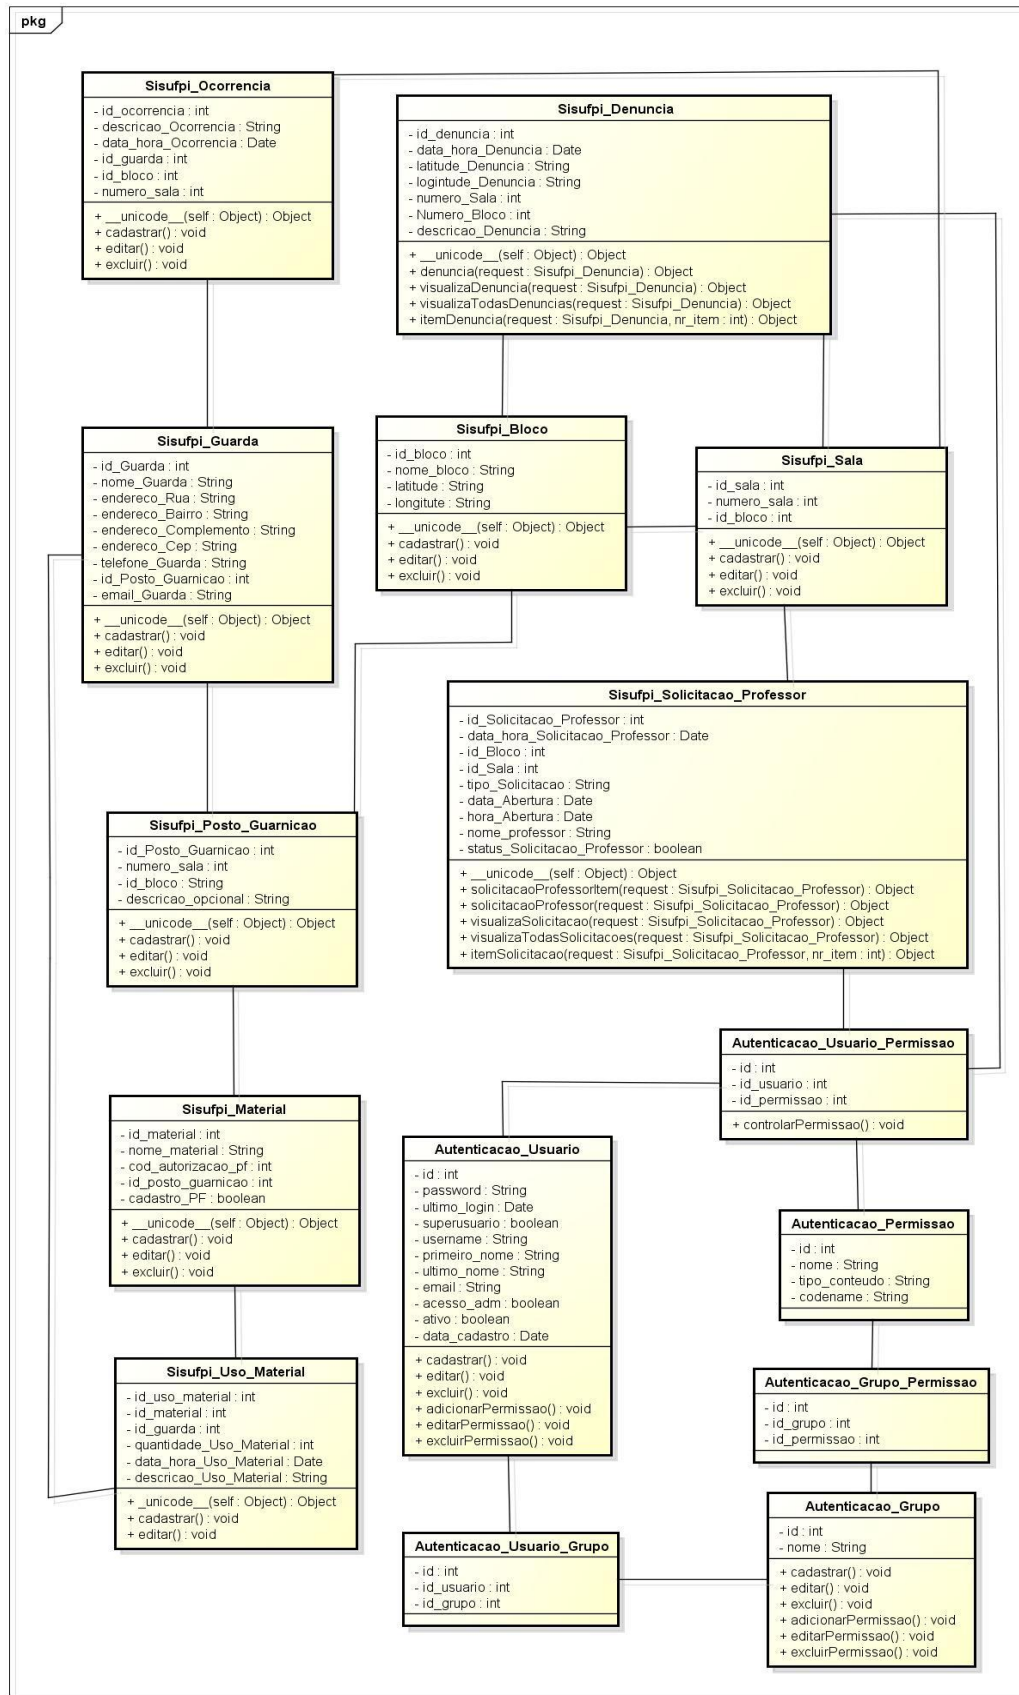 pkg
Sisufpi_Ocorrencia
- id_ocorrencia : int
- descricao_Ocorrencia : String
- data_hora_Ocorrencia : Date
- id_guarda : int
- id_bloco : int
- numero_sala : int
+ __unicode__(self : Object) : Object
+ cadastrar() : void
+ editar() : void
+ excluir() : void
Sisufpi_Denuncia
- id_denuncia : int
- data_hora_Denuncia : Date
- latitude_Denuncia : String
- logintude_Denuncia : String
- numero_Sala : int
- Numero_Bloco : int
- descricao_Denuncia : String
+ __unicode__(self : Object) : Object
+ denuncia(request : Sisufpi_Denuncia) : Object
+ visualizaDenuncia(request : Sisufpi_Denuncia) : Object
+ visualizaTodasDenuncias(request : Sisufpi_Denuncia) : Object
+ itemDenuncia(request : Sisufpi_Denuncia, nr_item : int) : Object
Sisufpi_Guarda
- id_Guarda : int
- nome_Guarda : String
- endereco_Rua : String
- endereco_Bairro : String
- endereco_Complemento : String
- endereco_Cep : String
- telefone_Guarda : String
- id_Posto_Guarnicao : int
- email_Guarda : String
+ __unicode__(self : Object) : Object
+ cadastrar() : void
+ editar() : void
+ excluir() : void
Sisufpi_Bloco
- id_bloco : int
- nome_bloco : String
- latitude : String
- longitute : String
+ __unicode__(self : Object) : Object
+ cadastrar() : void
+ editar() : void
+ excluir() : void
Sisufpi_Sala
- id_sala : int
- numero_sala : int
- id_bloco : int
+ __unicode__(self : Object) : Object
+ cadastrar() : void
+ editar() : void
+ excluir() : void
Sisufpi_Solicitacao_Professor
- id_Solicitacao_Professor : int
- data_hora_Solicitacao_Professor : Date
- id_Bloco : int
- id_Sala : int
- tipo_Solicitacao : String
- data_Abertura : Date
- hora_Abertura : Date
- nome_professor : String
- status_Solicitacao_Professor : boolean
+ __unicode__(self : Object) : Object
+ solicitacaoProfessorItem(request : Sisufpi_Solicitacao_Professor) : Object
+ solicitacaoProfessor(request : Sisufpi_Solicitacao_Professor) : Object
+ visualizaSolicitacao(request : Sisufpi_Solicitacao_Professor) : Object
+ visualizaTodasSolicitacoes(request : Sisufpi_Solicitacao_Professor) : Object
+ itemSolicitacao(request : Sisufpi_Solicitacao_Professor, nr_item : int) : Object
Sisufpi_Posto_Guarnicao
- id_Posto_Guarnicao : int
- numero_sala : int
- id_bloco : String
- descricao_opcional : String
+ __unicode__(self : Object) : Object
+ cadastrar() : void
+ editar() : void
+ excluir() : void
Autenticacao_Usuario_Permissao
- id : int
- id_usuario : int
- id_permissao : int
+ controlarPermissao() : void
Sisufpi_Material
- id_material : int
- nome_material : String
- cod_autorizacao_pf : int
- id_posto_guarnicao : int
- cadastro_PF : boolean
+ __unicode__(self : Object) : Object
+ cadastrar() : void
+ editar() : void
+ excluir() : void
Autenticacao_Usuario
- id : int
- password : String
- ultimo_login : Date
- superusuario : boolean
- username : String
- primeiro_nome : String
- ultimo_nome : String
- email : String
- acesso_adm : boolean
- ativo : boolean
- data_cadastro : Date
+ cadastrar() : void
+ editar() : void
+ excluir() : void
+ adicionarPermissao() : void
+ editarPermissao() : void
+ excluirPermissao() : void
Autenticacao_Permissao
- id : int
- nome : String
- tipo_conteudo : String
- codename : String
Sisufpi_Uso_Material
- id_uso_material : int
- id_material : int
- id_guarda : int
- quantidade_Uso_Material : int
- data_hora_Uso_Material : Date
- descricao_Uso_Material : String
+ _unicode__(self : Object) : Object
+ cadastrar() : void
+ editar() : void
Autenticacao_Grupo_Permissao
- id : int
- id_grupo : int
- id_permissao : int
Autenticacao_Usuario_Grupo
- id : int
- id_usuario : int
- id_grupo : int
Autenticacao_Grupo
- id : int
- nome : String
+ cadastrar() : void
+ editar() : void
+ excluir() : void
+ adicionarPermissao() : void
+ editarPermissao() : void
+ excluirPermissao() : void